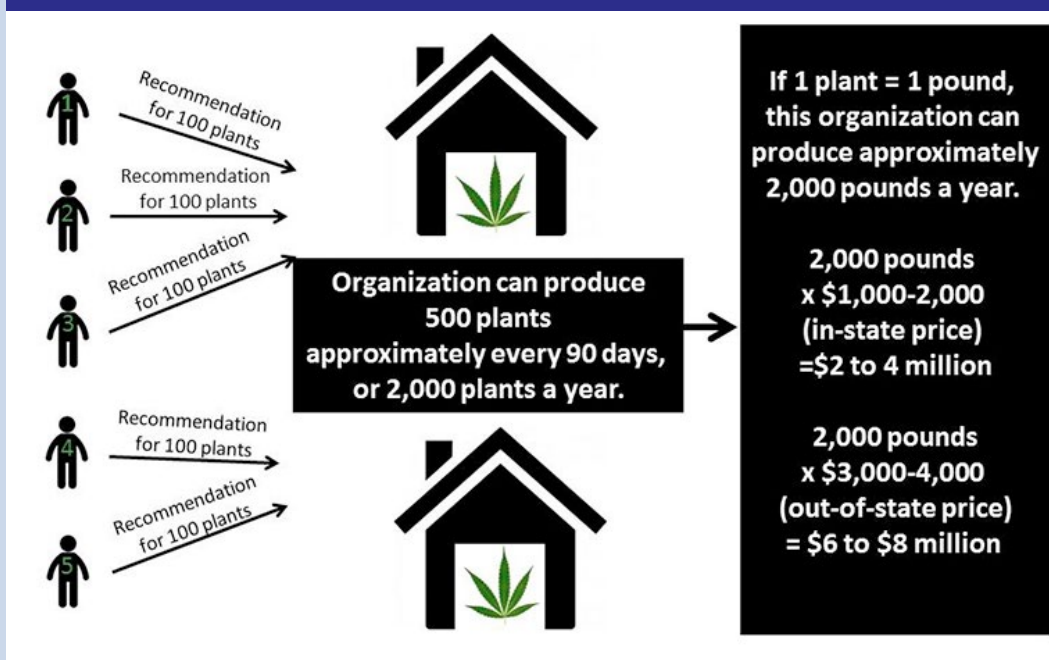 1
Recommendation
for 100 plants
2
Recommendation
for 100 plants
3
Recommendation
for 100 plants
4
Recommendation
for 100 plants
5
Recommendation
for 100 plants
Organization can produce
500 plants
approximately every 90 days,
or 2,000 plants a year.
If 1 plant = 1 pound,
this organization can
produce approximately
2,000 pounds a year.
2,000 pounds
x $1,000-2,000
(in-state price)
=$2 to 4 million
2,000 pounds
x $3,000-4,000
(out-of-state price)
= $6 to $8 million